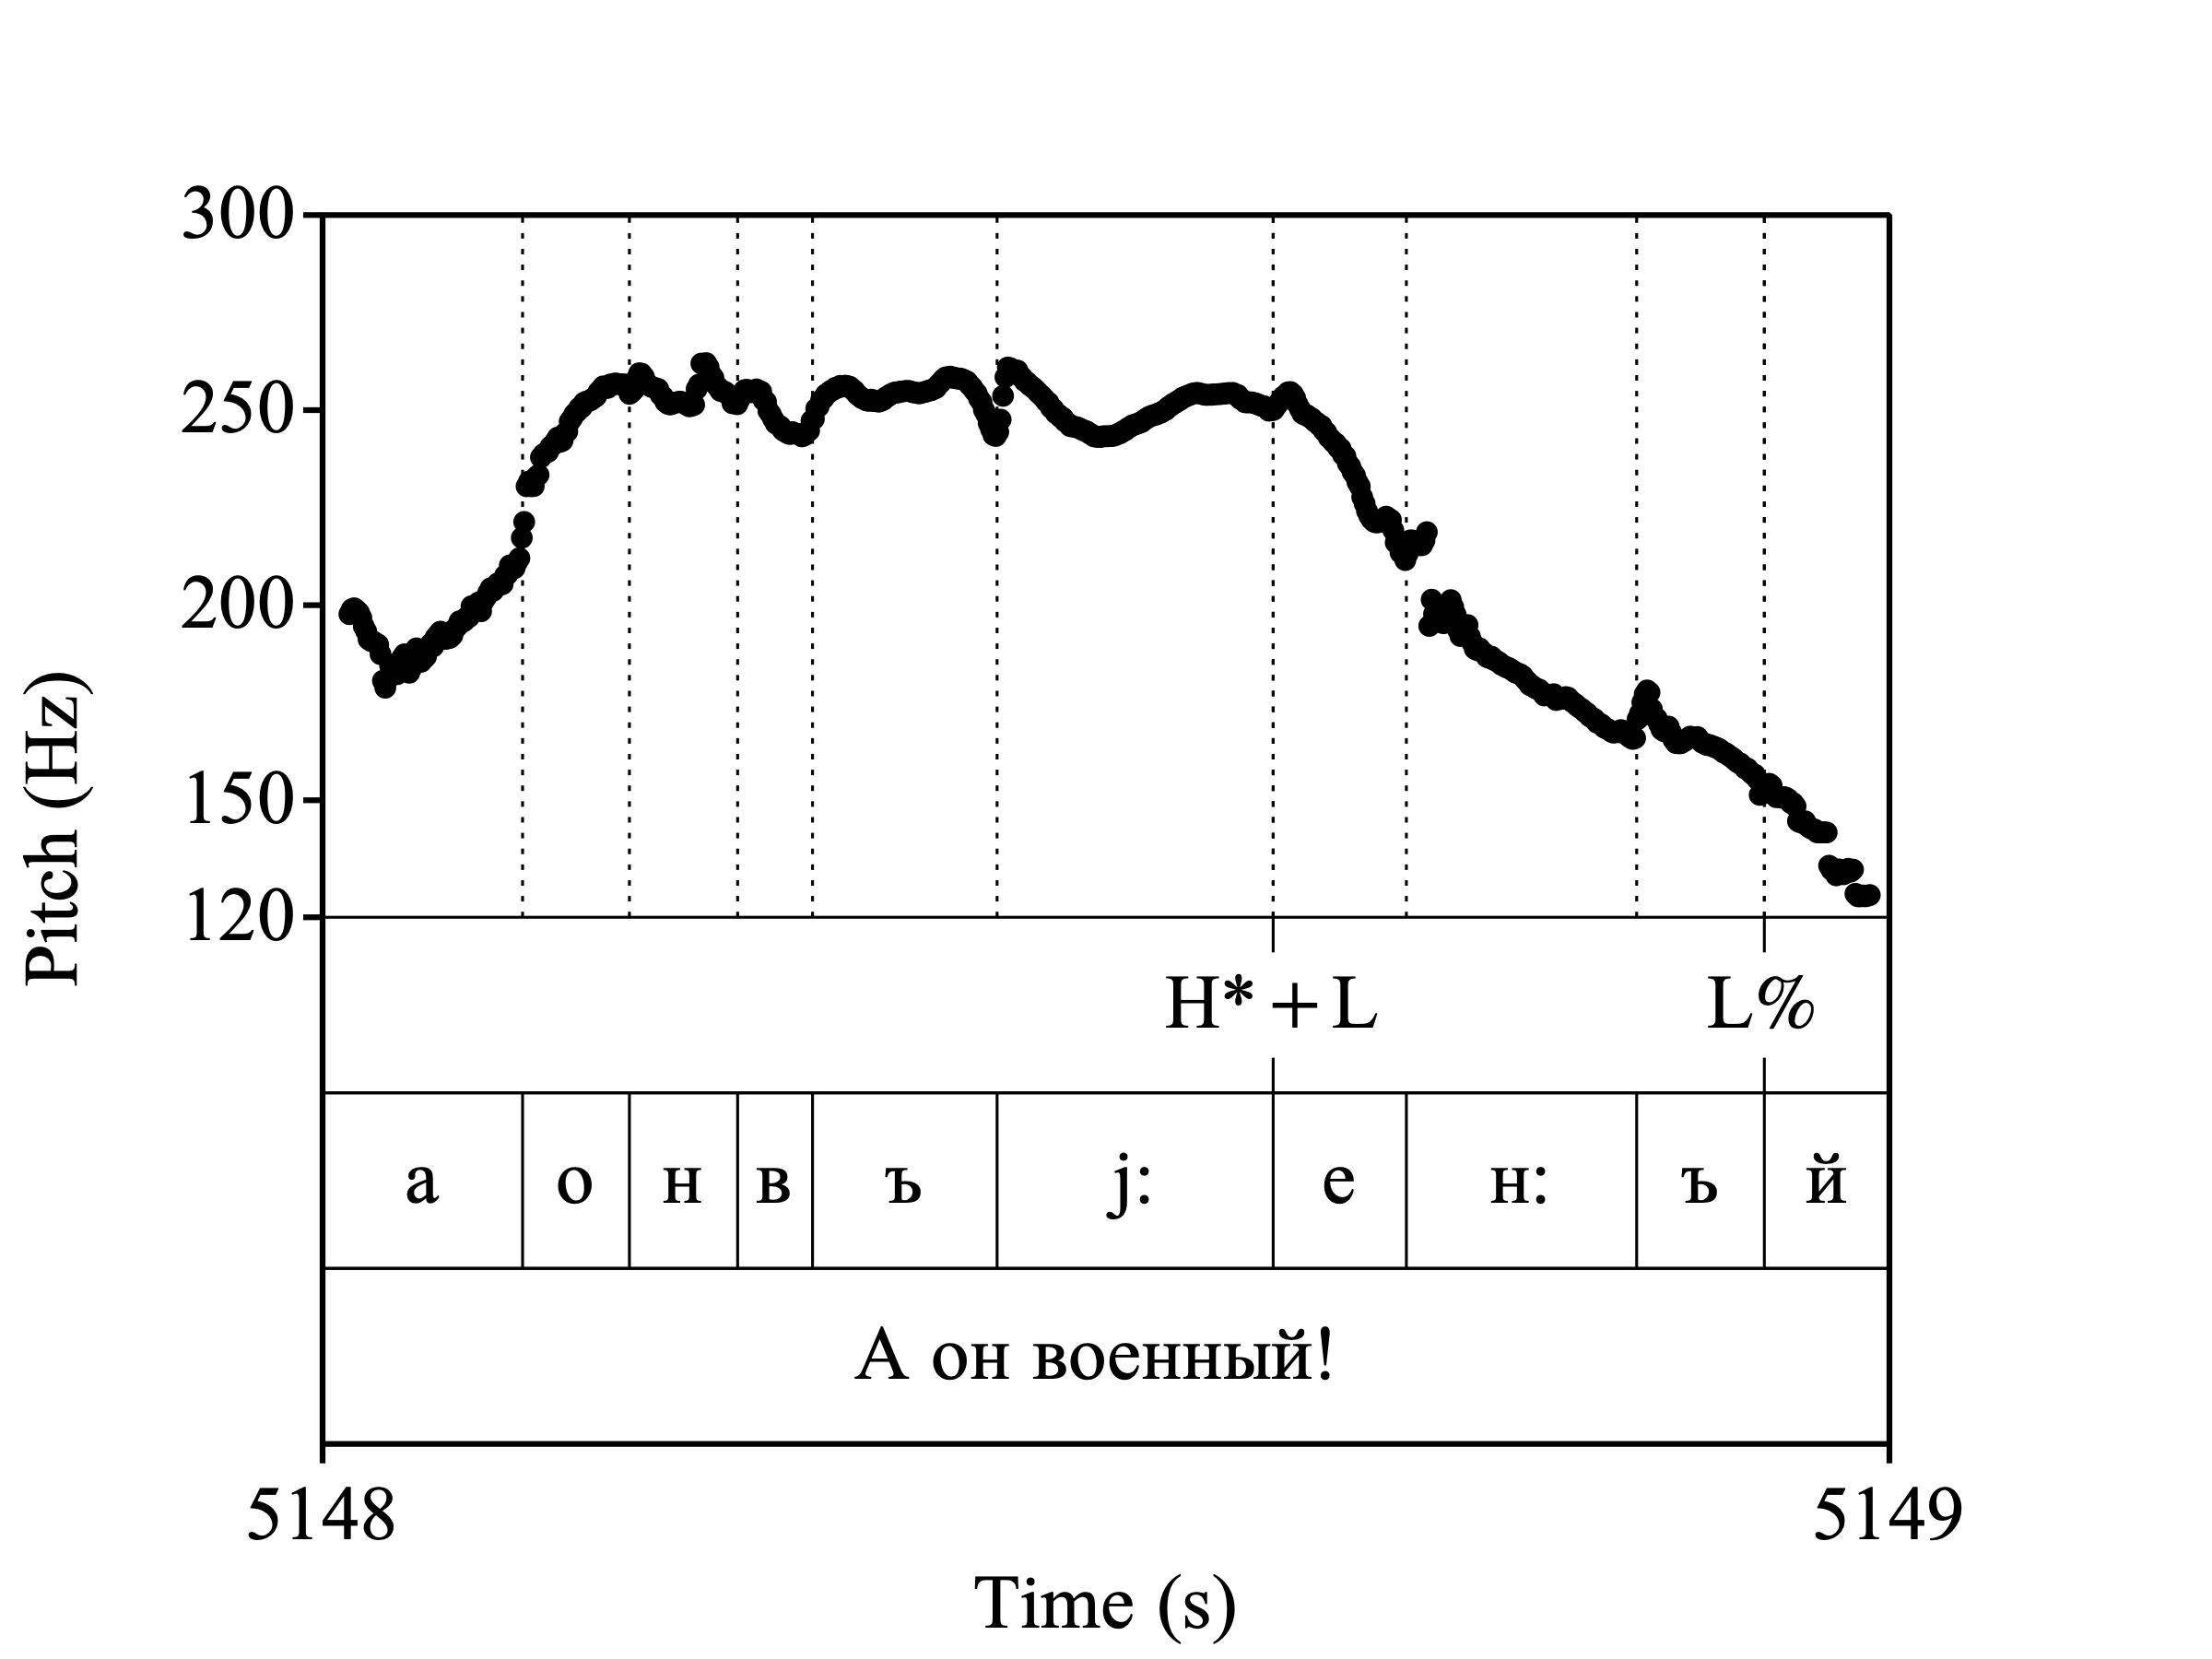 300
250
200
150
120
Pitch (Hz)
H*+L L%
а о н в ъ j: е н: ъ й
А он военный!
5148 5149
Time (s)